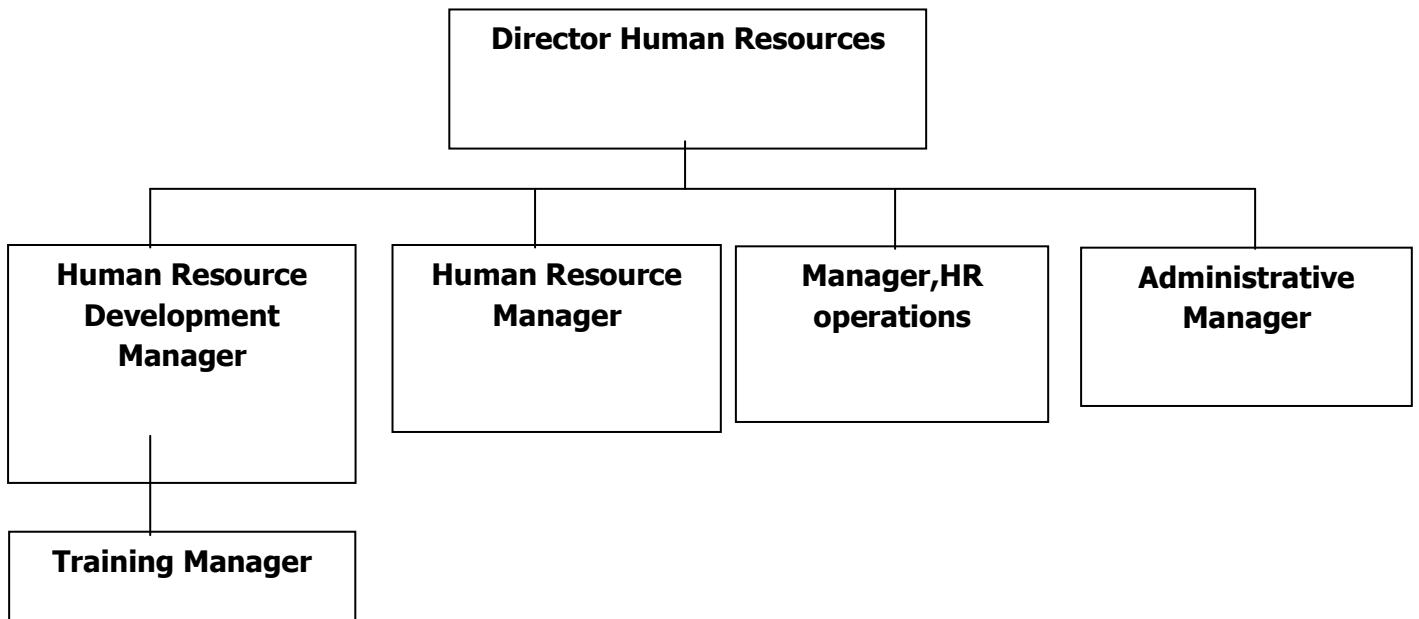 Director Human Resources
Human Resource
Development
Manager
Human Resource
Manager
Manager,HR
operations
Administrative
Manager
Training Manager